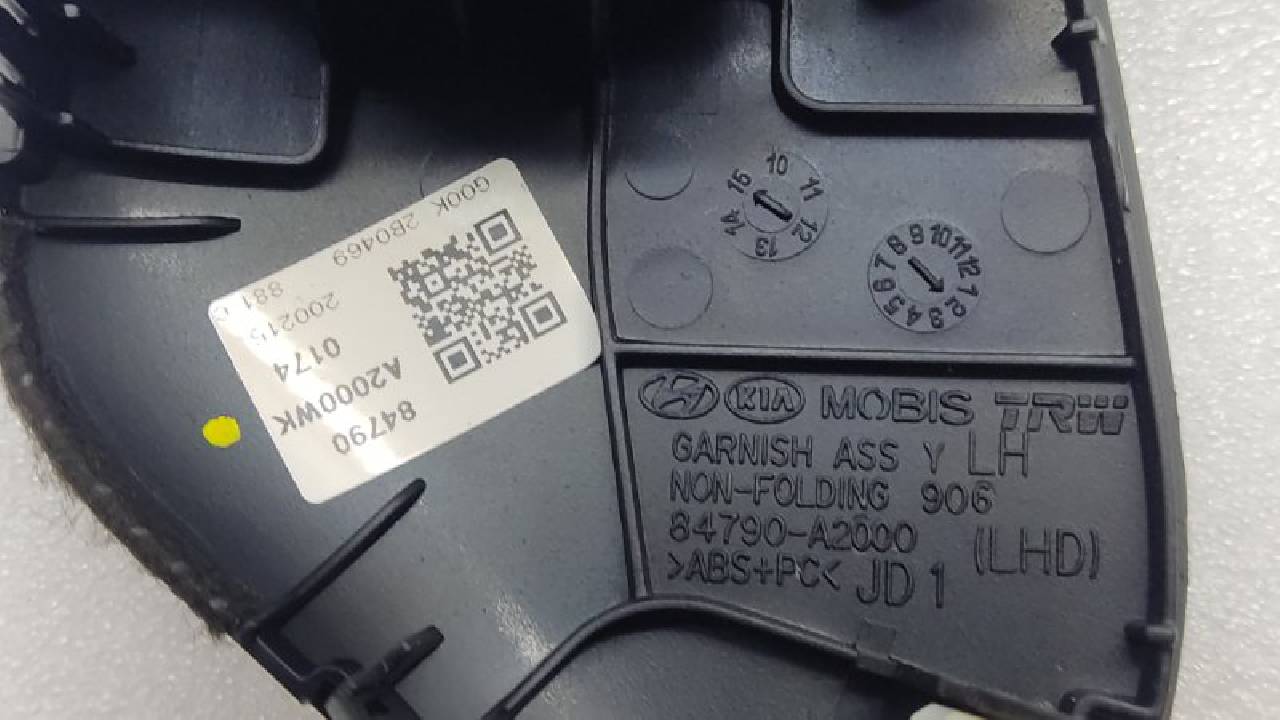 G00K 2B0469 881
200215
0174
A2000WK
84790
10 11 12 13 14 15
1 2 3 4 5 6 7 8 9 10 11 12
KIA MOBIS TRW
GARNISH ASS Y LH
NON-FOLDING 906
84790-A2000 (LHD)
>ABS+PC< JD1